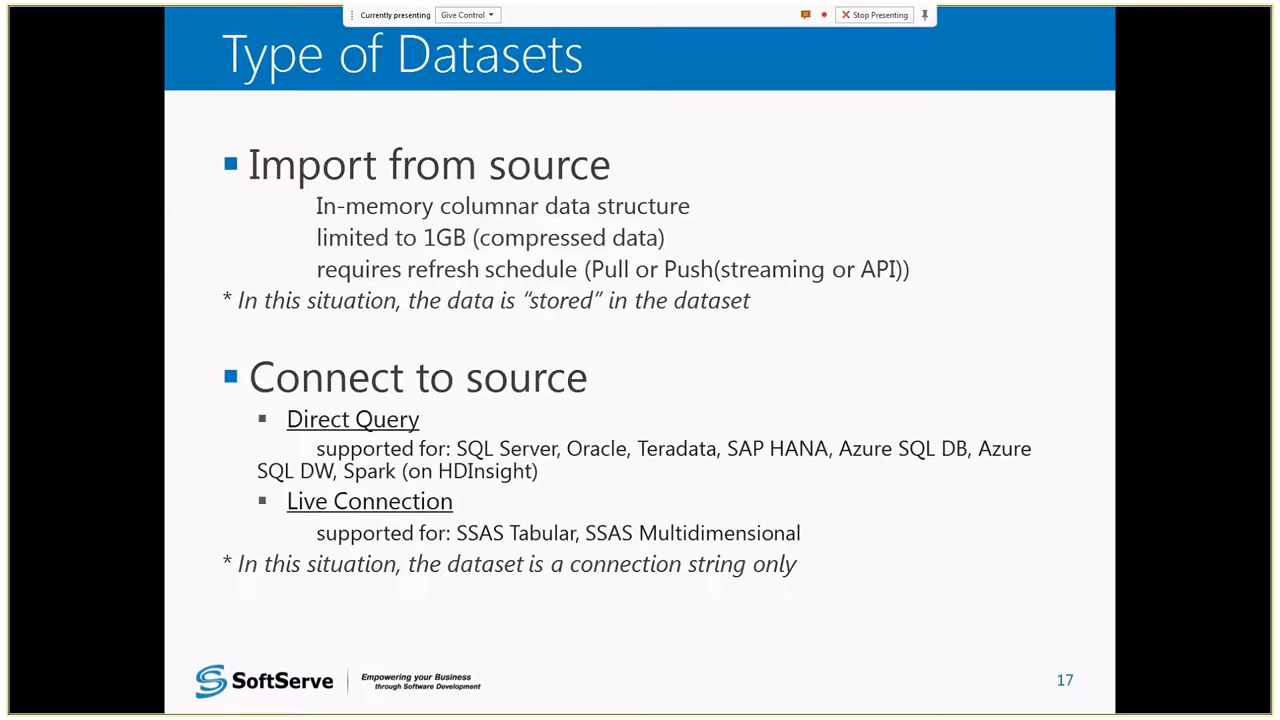 Currently presenting Give Control Stop Presenting
Type of Datasets
Import from source
In-memory columnar data structure
limited to 1GB (compressed data)
requires refresh schedule (Pull or Push(streaming or API))
* In this situation, the data is “stored” in the dataset
Connect to source
Direct Query
supported for: SQL Server, Oracle, Teradata, SAP HANA, Azure SQL DB, Azure
SQL DW, Spark (on HDInsight)
Live Connection
supported for: SSAS Tabular, SSAS Multidimensional
* In this situation, the dataset is a connection string only
SoftServe
Empowering your Business
through Software Development
17